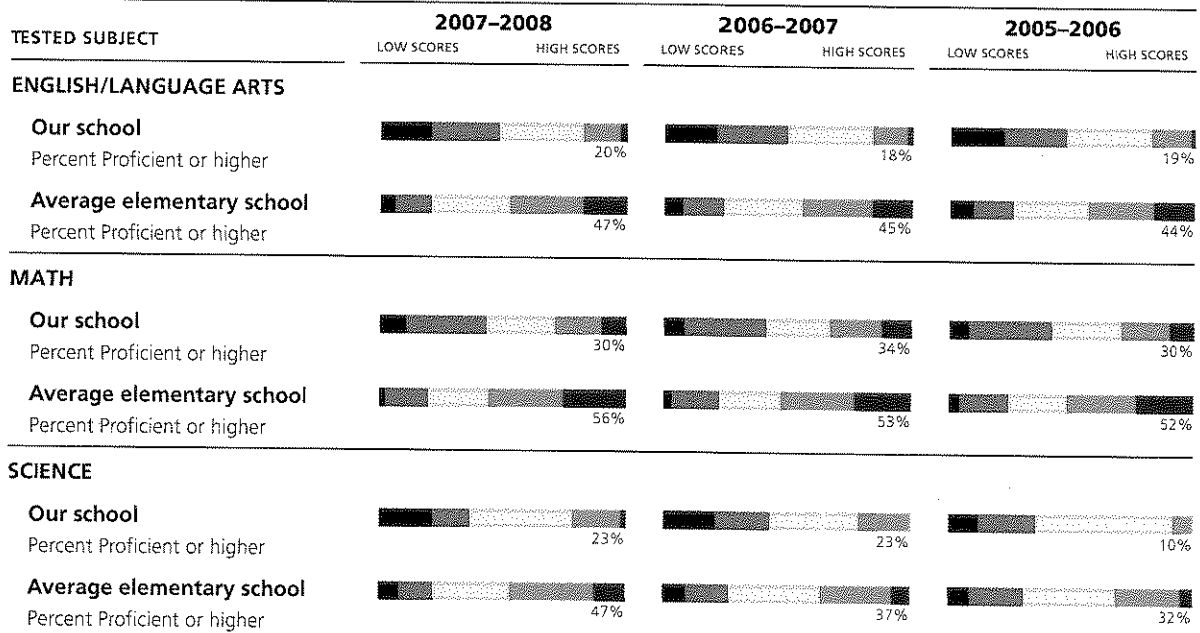 2007–2008 2006–2007 2005–2006
TESTED SUBJECT
LOW SCORES HIGH SCORES LOW SCORES HIGH SCORES LOW SCORES HIGH SCORES
ENGLISH/LANGUAGE ARTS
Our school
Percent Proficient or higher 20% 18% 19%
Average elementary school
Percent Proficient or higher 47% 45% 44%
MATH
Our school
Percent Proficient or higher 30% 34% 30%
Average elementary school
Percent Proficient or higher 56% 53% 52%
SCIENCE
Our school
Percent Proficient or higher 23% 23% 10%
Average elementary school
Percent Proficient or higher 47% 37% 32%